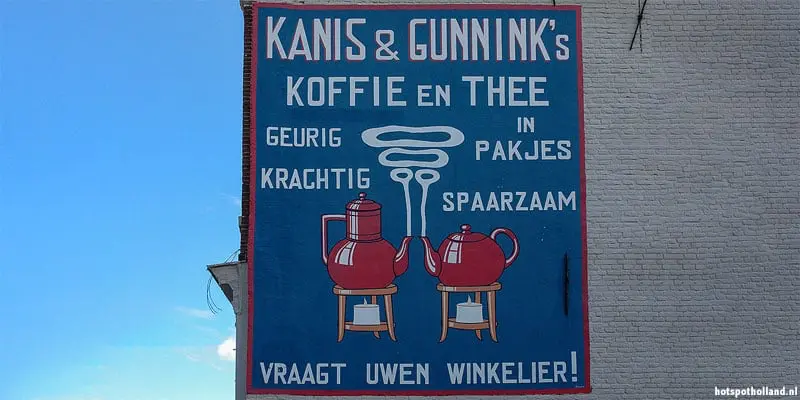 KANIS & GUNNINK's
KOFFIE EN THEE
GEURIG
IN
PAKJES
KRACHTIG
SPAARZAAM
VRAAGT UWEN WINKELIER!
hotspotholland.nl